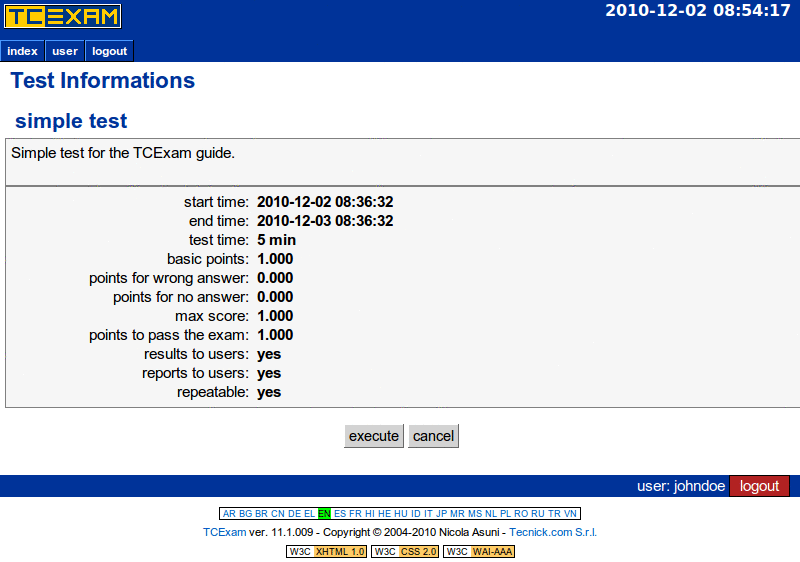 TCEXAM 2010-12-02 08:54:17
index user logout
Test Informations
simple test
Simple test for the TCExam guide.
start time: 2010-12-02 08:36:32
end time: 2010-12-03 08:36:32
test time: 5 min
basic points: 1.000
points for wrong answer: 0.000
points for no answer: 0.000
max score: 1.000
points to pass the exam: 1.000
results to users: yes
reports to users: yes
repeatable: yes
execute cancel
user: johndoe logout
AR BG BR CN DE EL EN ES FR HI HE HU ID IT JP MR MS NL PL RO RU TR VN
TCExam ver. 11.1.009 - Copyright © 2004-2010 Nicola Asuni - Tecnick.com S.r.l.
W3C XHTML 1.0 W3C CSS 2.0 W3C WAI-AAA